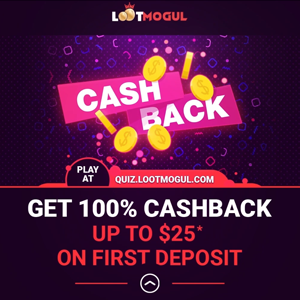 LOOTMOGUL
CASH
BACK
PLAY
AT
QUIZ.LOOTMOGUL.COM
GET 100% CASHBACK
UP TO $25*
ON FIRST DEPOSIT